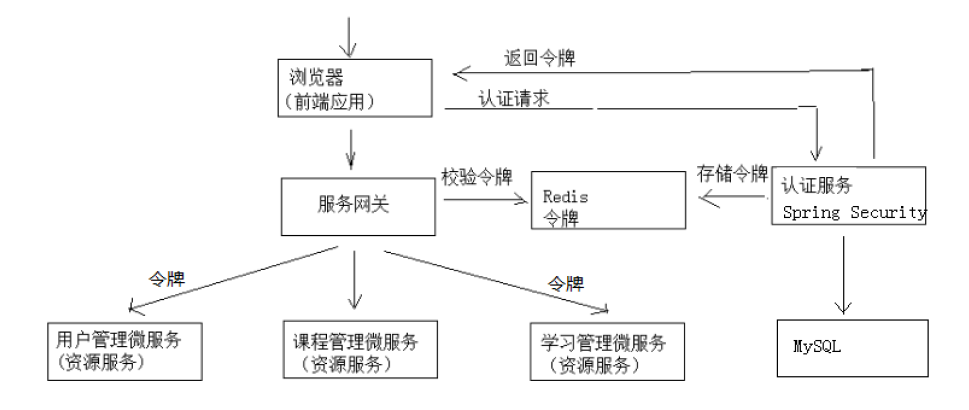 返回令牌
浏览器
（前端应用）
认证请求
校验令牌
存储令牌
服务网关
Redis
令牌
认证服务
Spring Security
令牌
令牌
用户管理微服务
(资源服务)
课程管理微服务
（资源服务）
学习管理微服务
（资源服务）
MySQL